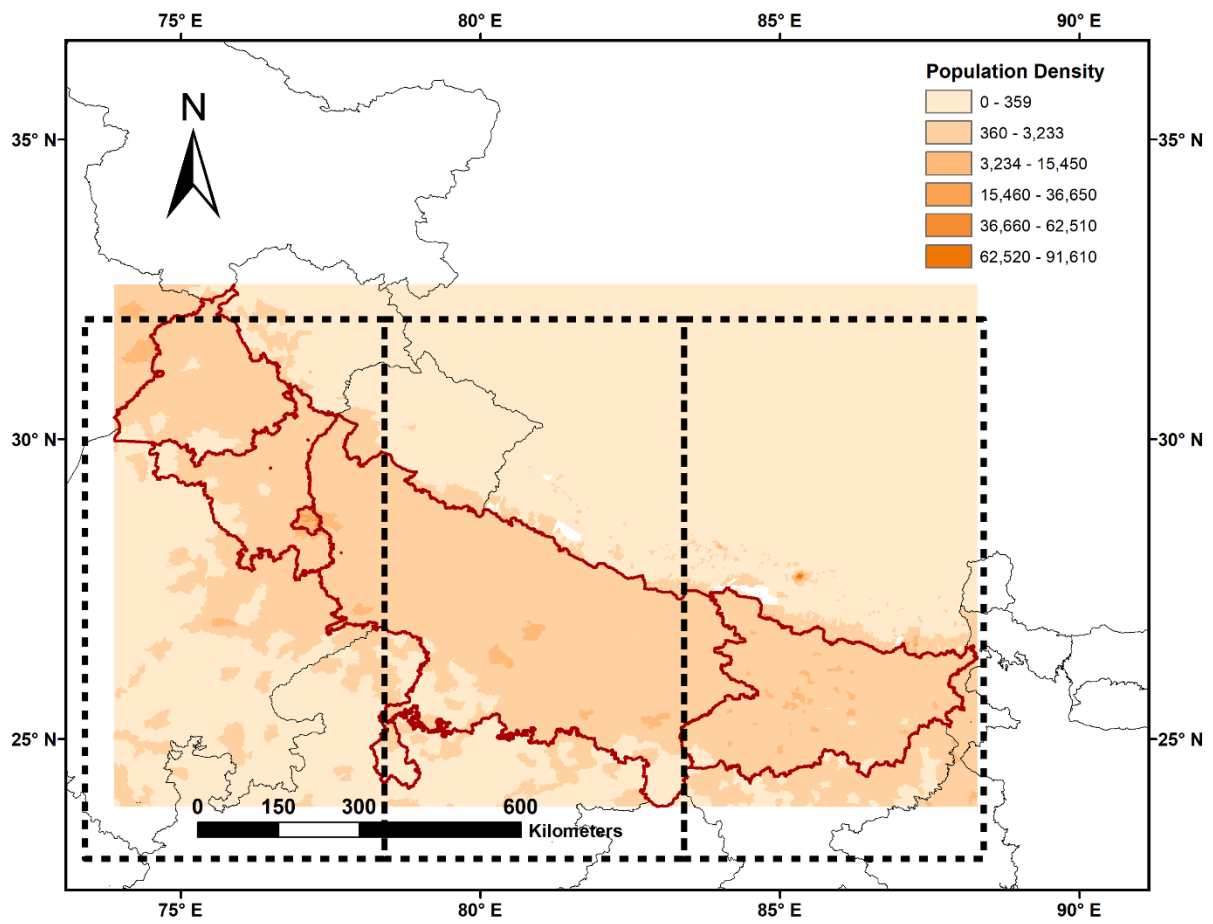 75° E 80° E 85° E 90° E
Population Density
0 - 359
360 - 3,233
3,234 - 15,450
15,460 - 36,650
36,660 - 62,510
62,520 - 91,610
N
35° N 35° N
30° N 30° N
25° N 25° N
0 150 300 600
Kilometers
75° E 80° E 85° E 90° E